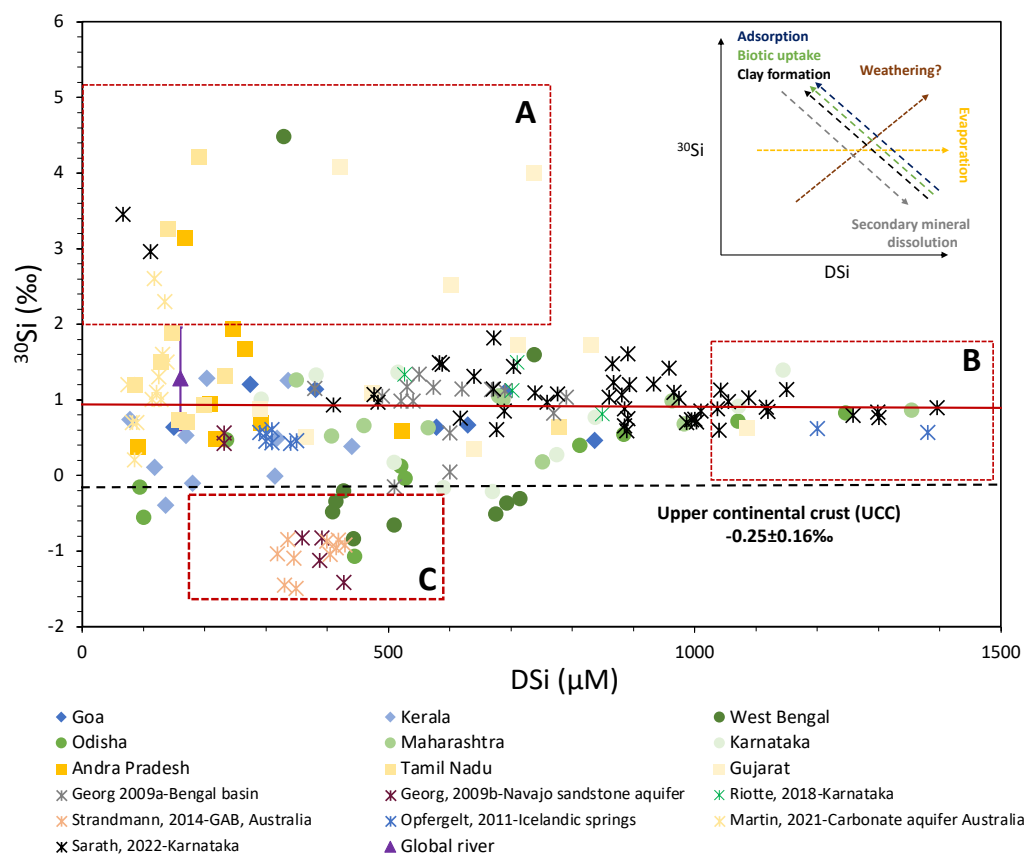 6
5
4
3
2
1
0
-1
-2
³⁰Si (‰)
A
B
C
Adsorption
Biotic uptake
Clay formation
Weathering?
Evaporation
³⁰Si
Secondary mineral
dissolution
DSi
Upper continental crust (UCC)
-0.25±0.16‰
0 500 1000 1500
DSi (μM)
Goa Kerala West Bengal
Odisha Maharashtra Karnataka
Andra Pradesh Tamil Nadu Gujarat
Georg 2009a-Bengal basin Georg, 2009b-Navajo sandstone aquifer Riotte, 2018-Karnataka
Strandmann, 2014-GAB, Australia Opfergelt, 2011-Icelandic springs Martin, 2021-Carbonate aquifer Australia
Sarath, 2022-Karnataka Global river